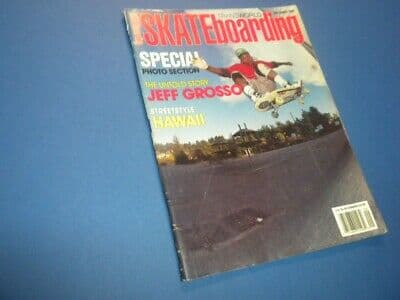 TRANSWORLD
SKATEboarding
SPECIAL
PHOTO SECTION
THE UNTOLD STORY
JEFF GROSSO
STREETSTYLE
HAWAII